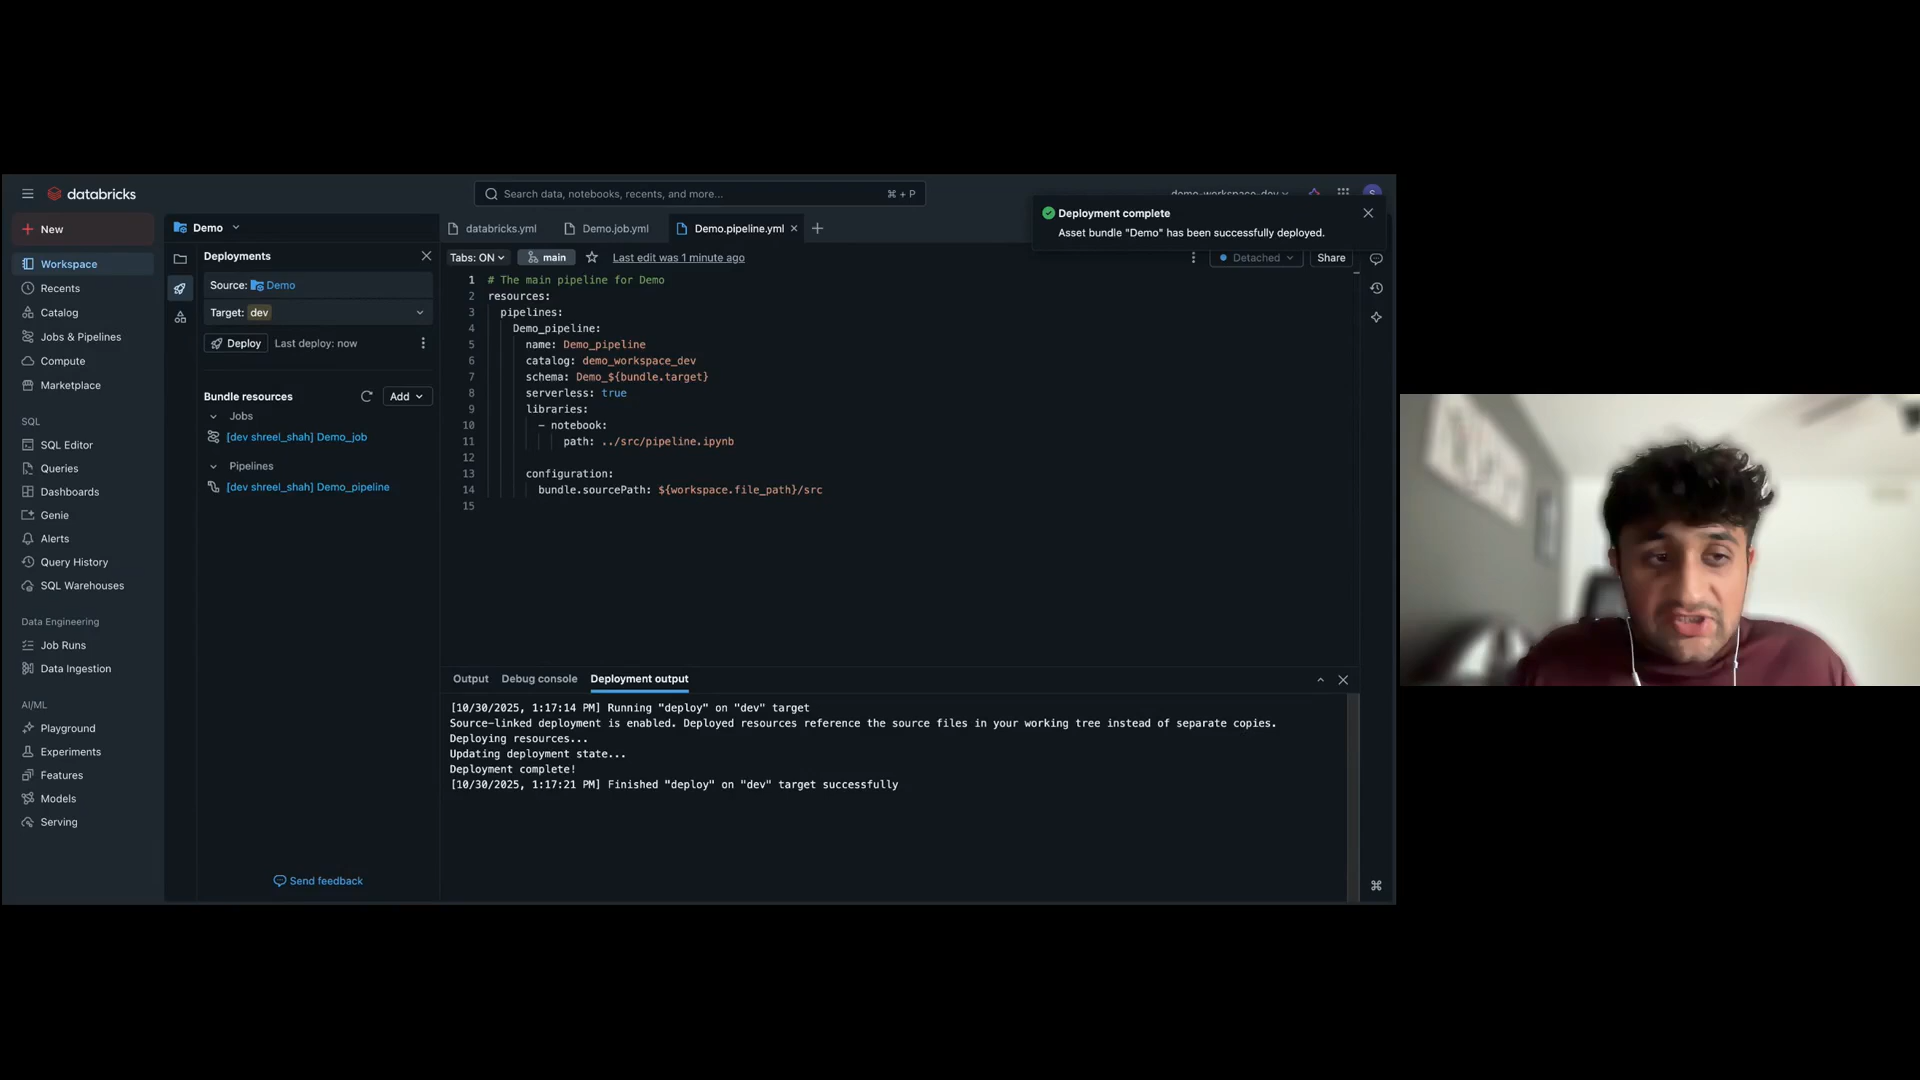 databricks
Search data, notebooks, recents, and more...
⌘ + P
demo-workspace-dev
S
New
Workspace
Recents
Catalog
Jobs & Pipelines
Compute
Marketplace
SQL
SQL Editor
Queries
Dashboards
Genie
Alerts
Query History
SQL Warehouses
Data Engineering
Job Runs
Data Ingestion
AI/ML
Playground
Experiments
Features
Models
Serving
Demo
Deployments
Source: Demo
Target: dev
Deploy Last deploy: now
Bundle resources
Add
Jobs
[dev shreel_shah] Demo_job
Pipelines
[dev shreel_shah] Demo_pipeline
Send feedback
databricks.yml
Demo.job.yml
Demo.pipeline.yml
Deployment complete
Asset bundle "Demo" has been successfully deployed.
Tabs: ON
main
Last edit was 1 minute ago
Detached
Share
1 # The main pipeline for Demo
2 resources:
3 pipelines:
4 Demo_pipeline:
5 name: Demo_pipeline
6 catalog: demo_workspace_dev
7 schema: Demo_${bundle.target}
8 serverless: true
9 libraries:
10 - notebook:
11 path: ../src/pipeline.ipynb
12
13 configuration:
14 bundle.sourcePath: ${workspace.file_path}/src
15
Output
Debug console
Deployment output
[10/30/2025, 1:17:14 PM] Running "deploy" on "dev" target
Source-linked deployment is enabled. Deployed resources reference the source files in your working tree instead of separate copies.
Deploying resources...
Updating deployment state...
Deployment complete!
[10/30/2025, 1:17:21 PM] Finished "deploy" on "dev" target successfully